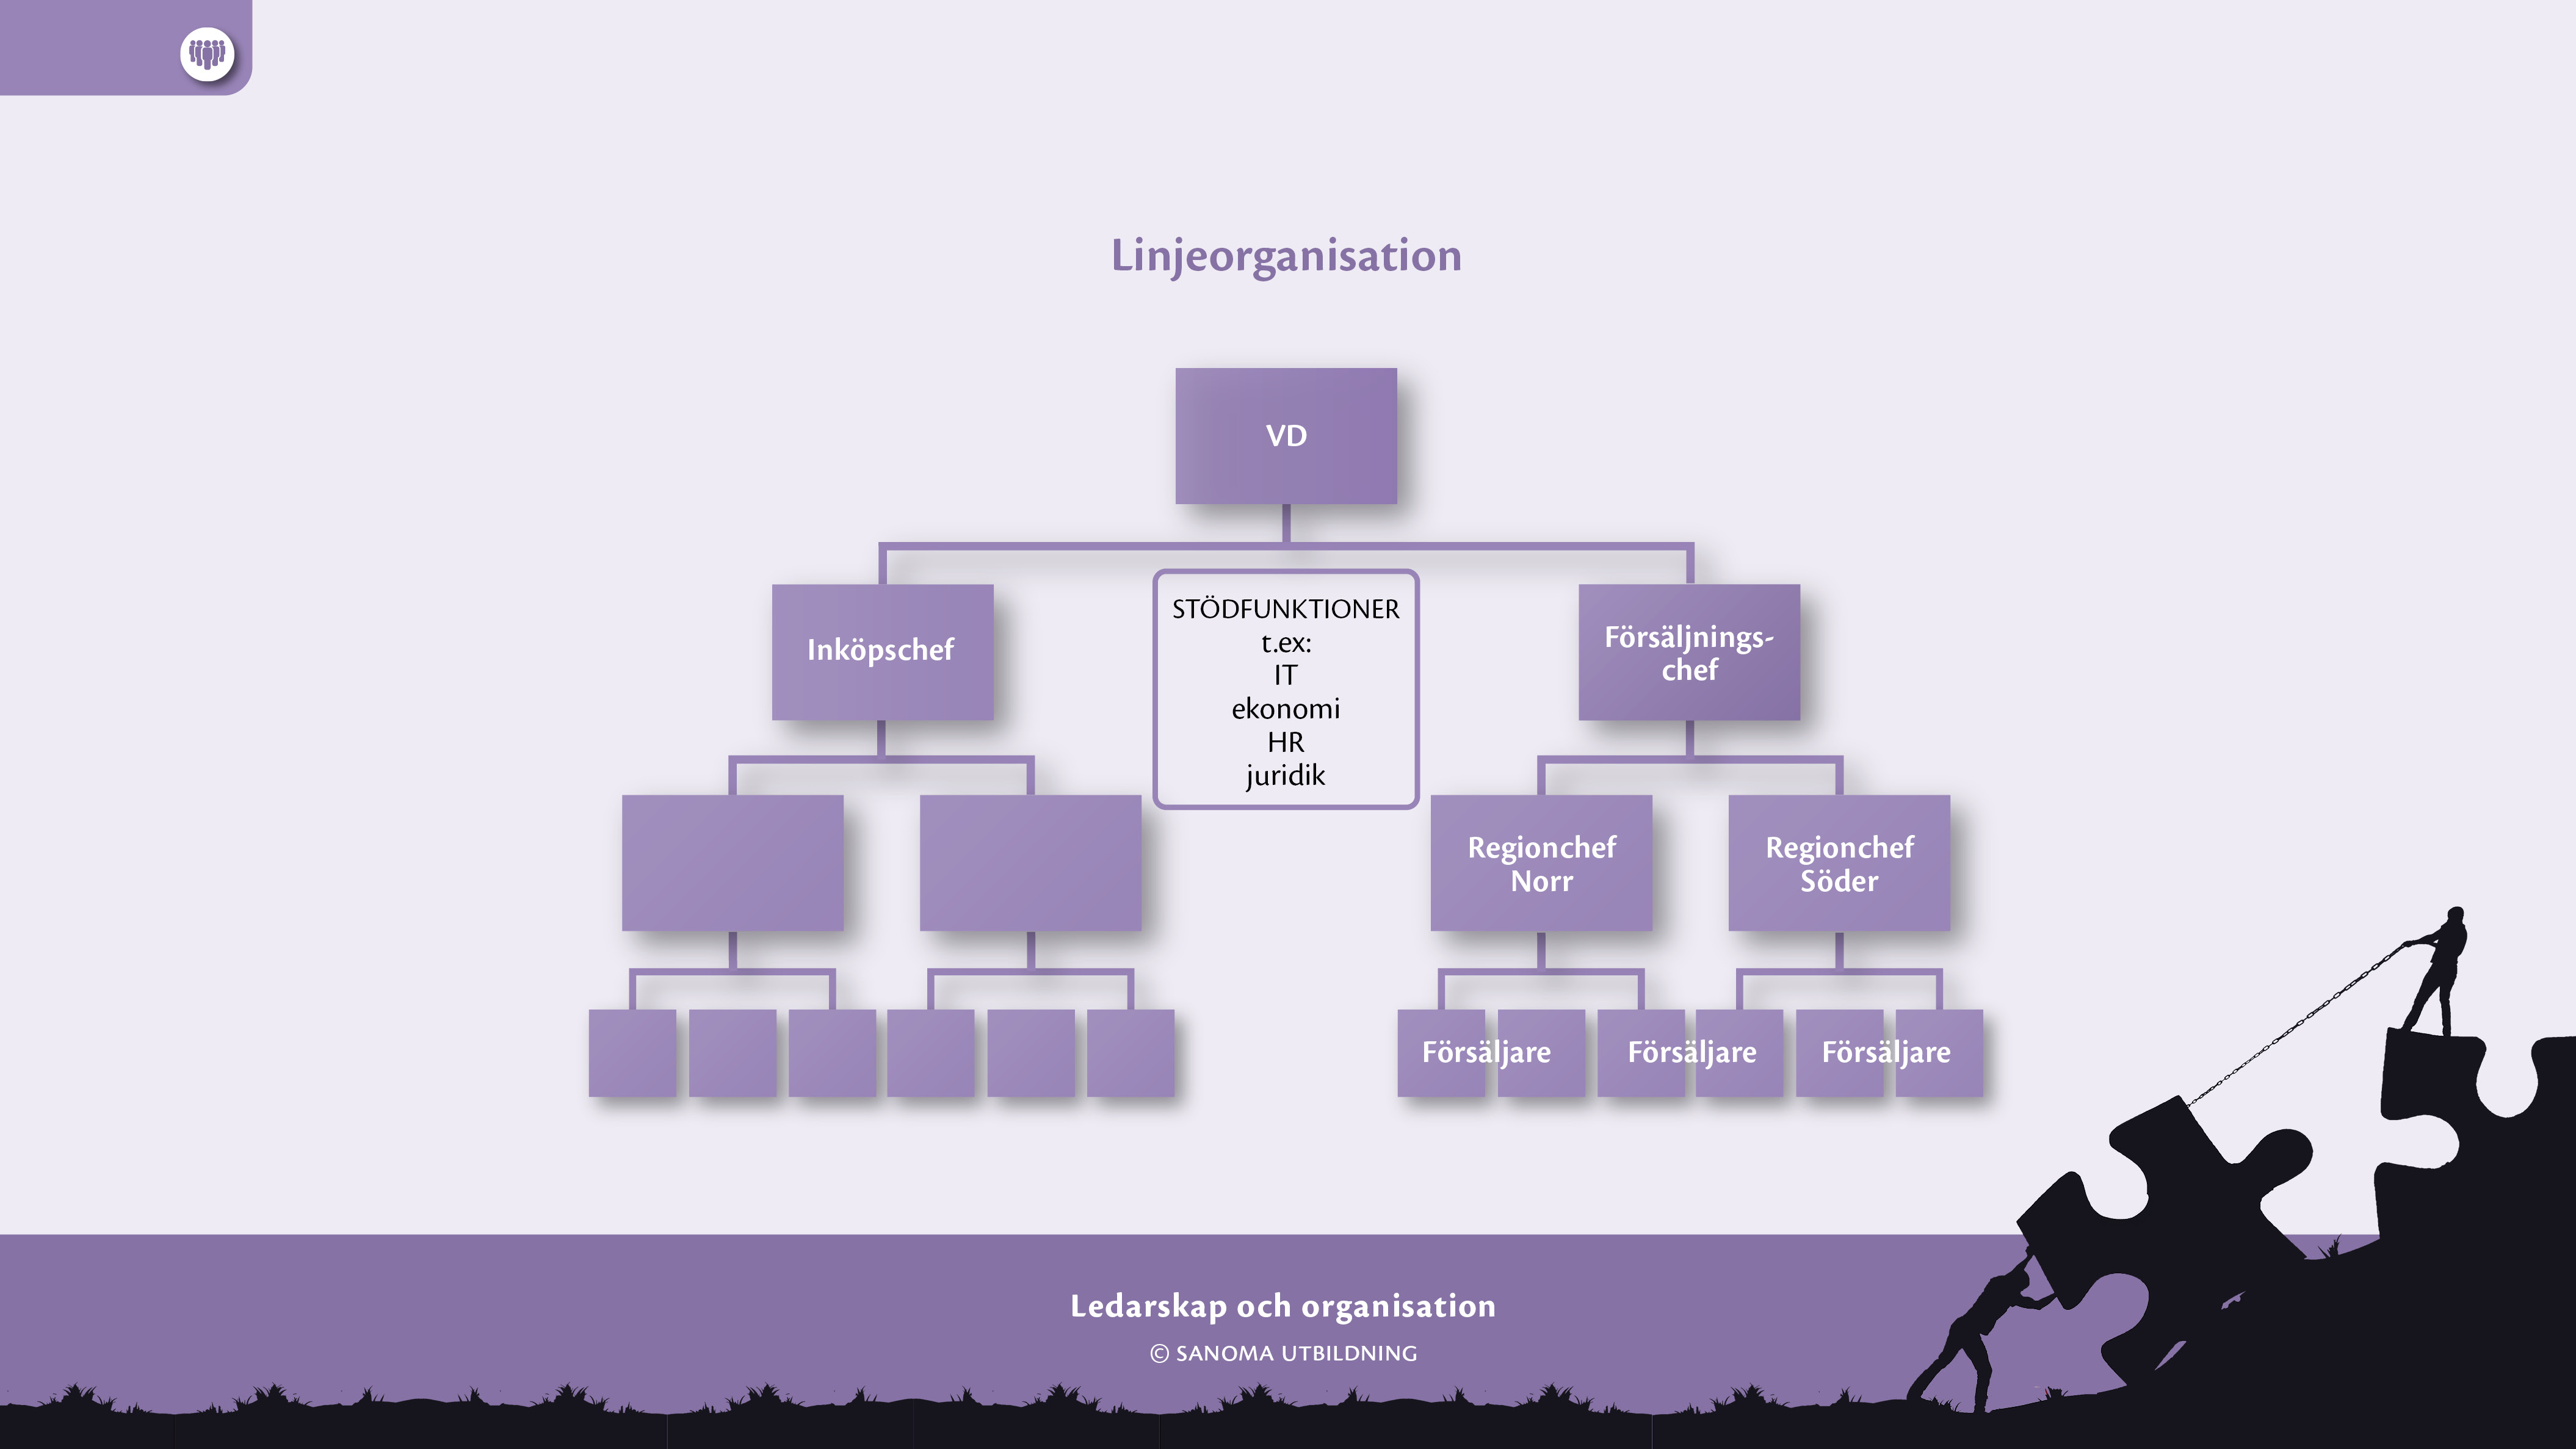 Linjeorganisation
VD
Inköpschef
STÖDFUNKTIONER
t.ex:
IT
ekonomi
HR
juridik
Försäljnings-
chef
Regionchef
Norr
Regionchef
Söder
Försäljare
Försäljare
Försäljare
Ledarskap och organisation
© SANOMA UTBILDNING